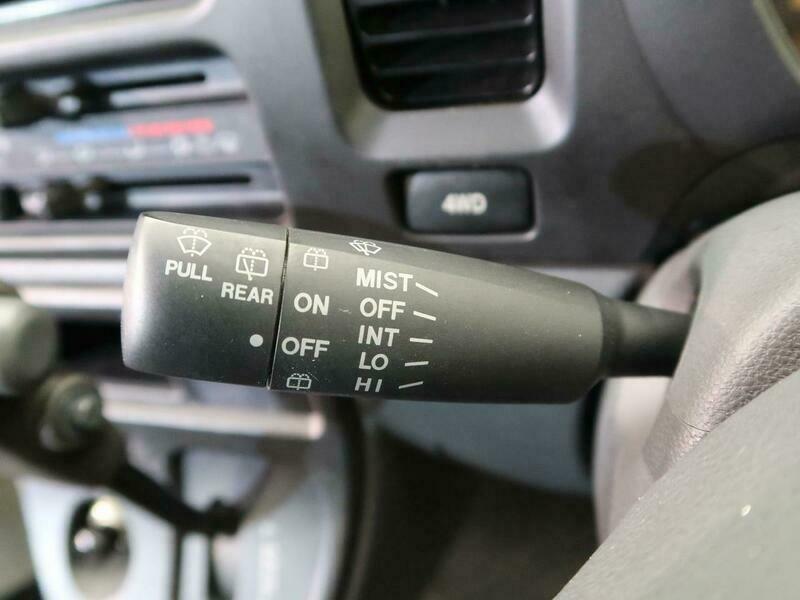 4WD
PULL
REAR
ON
OFF
MIST
OFF
INT
LO
HI